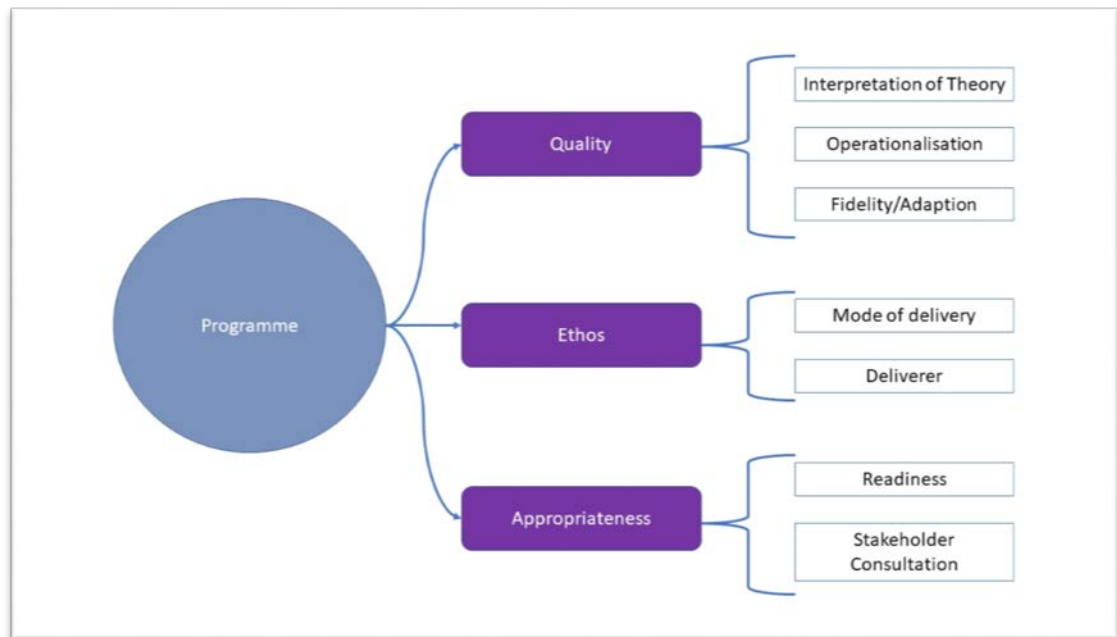 Programme
Quality
Interpretation of Theory
Operationalisation
Fidelity/Adaption
Ethos
Mode of delivery
Deliverer
Appropriateness
Readiness
Stakeholder
Consultation